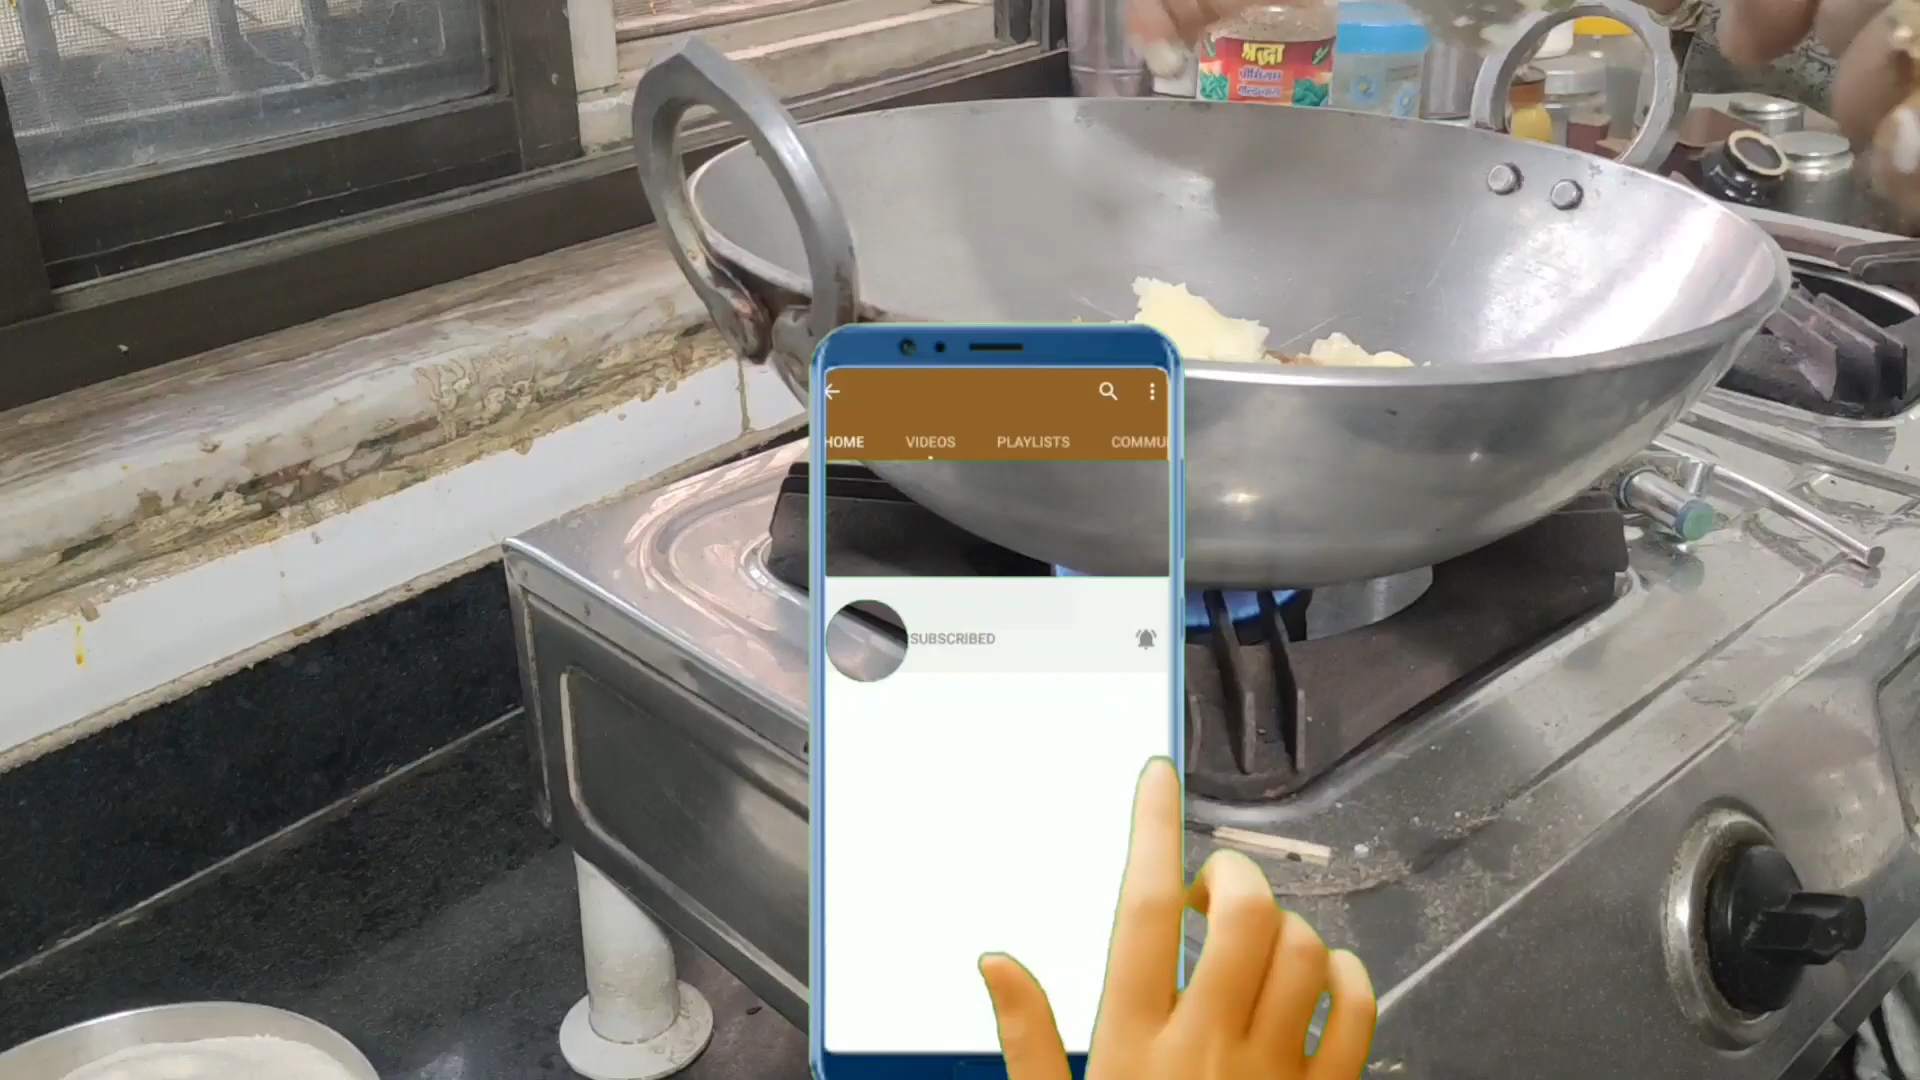 श्रद्धा
HOME VIDEOS PLAYLISTS COMMU
SUBSCRIBED